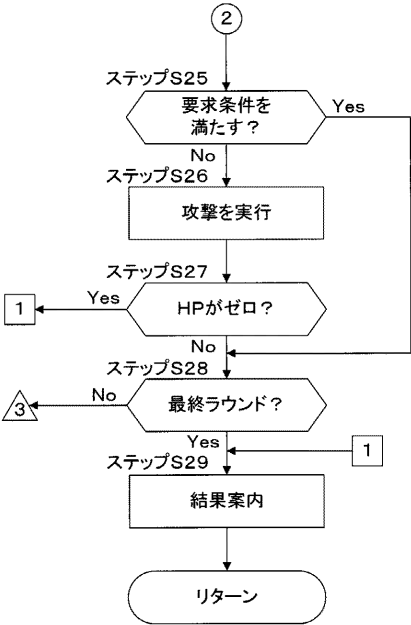 2
ステップS25
要求条件を
満たす？
Yes
No
ステップS26
攻撃を実行
ステップS27
Yes
1
HPがゼロ？
No
ステップS28
No
3
最終ラウンド？
Yes
1
ステップS29
結果案内
リターン